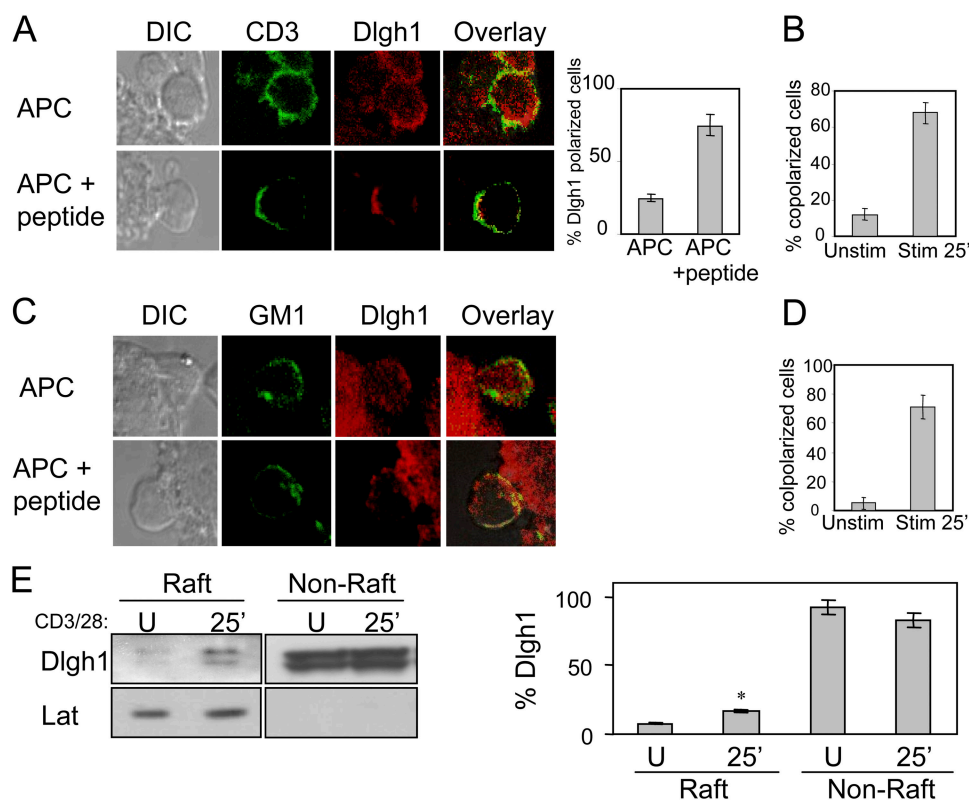 A
DIC CD3 Dlgh1 Overlay
APC
APC +
peptide
% Dlgh1 polarized cells
100
50
0
APC APC
+peptide
B
% copolarized cells
80
60
40
20
0
Unstim Stim 25'
C
DIC GM1 Dlgh1 Overlay
APC
APC +
peptide
D
% colpolarized cells
100
80
60
40
20
0
Unstim Stim 25'
E
Raft Non-Raft
CD3/28: U 25' U 25'
Dlgh1
Lat
% Dlgh1
100
50
0
*
U 25' U 25'
Raft Non-Raft